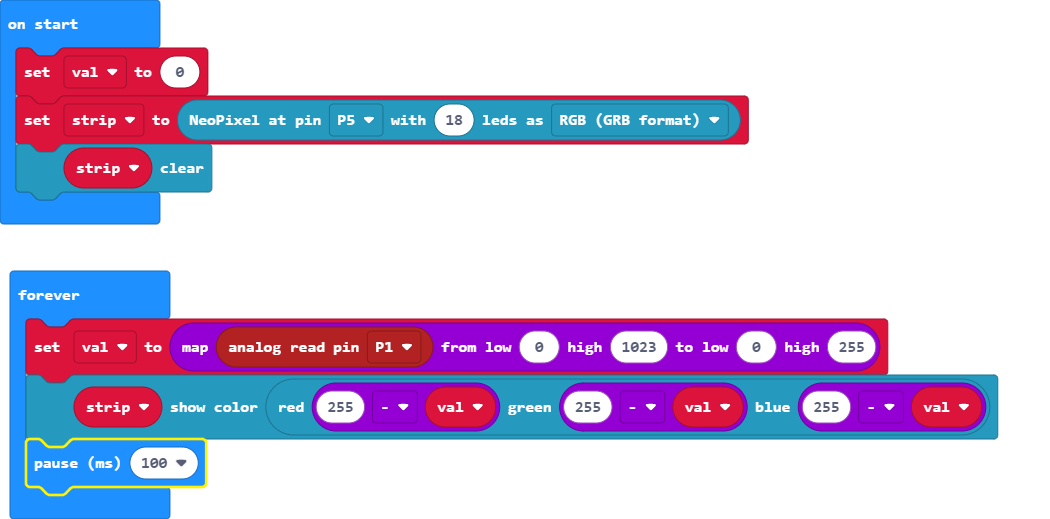 on start
set val to 0
set strip to NeoPixel at pin P5 with 18 leds as RGB (GRB format)
strip clear
forever
set val to map analog read pin P1 from low 0 high 1023 to low 0 high 255
strip show color red 255 - val green 255 - val blue 255 - val
pause (ms) 100